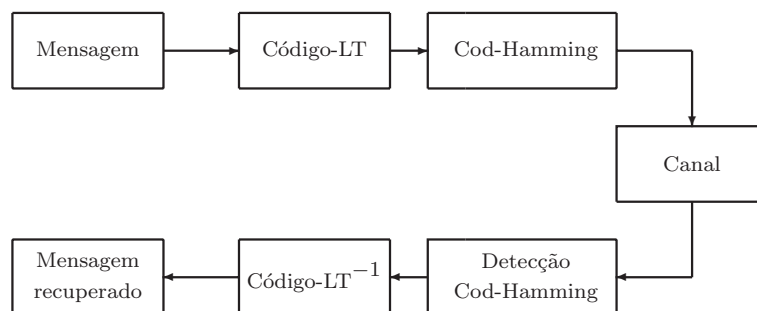 Mensagem
Código-LT
Cod-Hamming
Canal
Mensagem
recuperado
Código-LT⁻¹
Detecção
Cod-Hamming